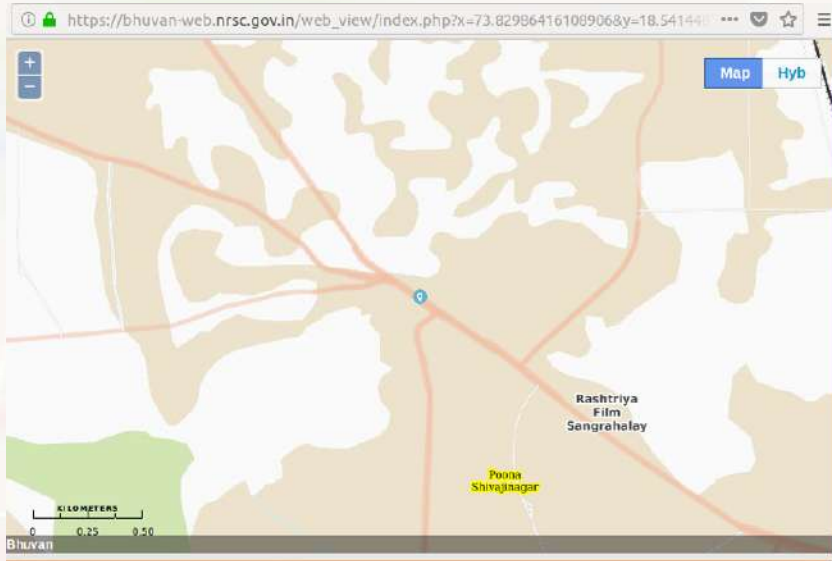 https://bhuvan-web.nrsc.gov.in/web_view/index.php?x=73.82986416108906&y=18.541448
+
−
Map Hyb
Rashtriya
Film
Sangrahalay
Poona
Shivajinagar
KILOMETERS
0 0.25 0.50
Bhuvan